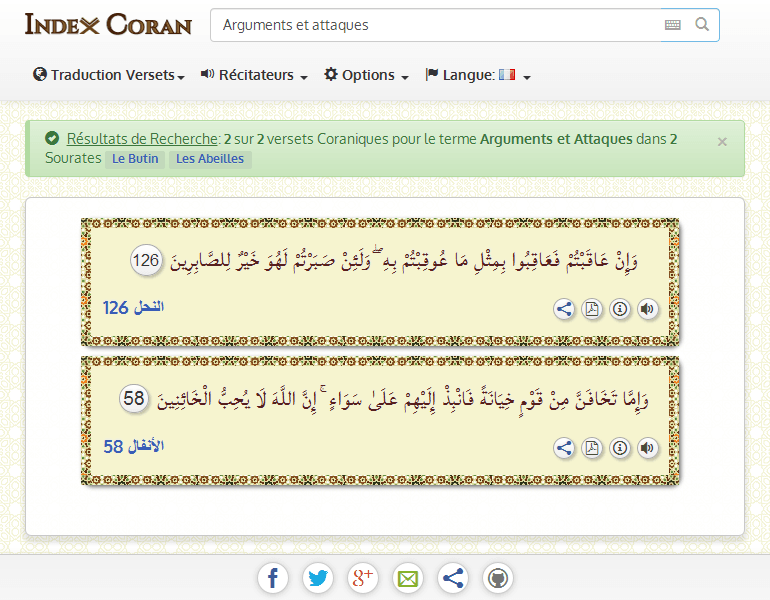 INDEX CORAN
Arguments et attaques
Traduction Versets
Récitateurs
Options
Langue:
Résultats de Recherche: 2 sur 2 versets Coraniques pour le terme Arguments et Attaques dans 2
Sourates Le Butin Les Abeilles
×
وَإِنْ عَاقَبْتُمْ فَعَاقِبُوا بِمِثْلِ مَا عُوقِبْتُمْ بِهِ ۖ وَلَئِنْ صَبَرْتُمْ لَهُوَ خَيْرٌ لِلصَّابِرِينَ 126
النحل 126
وَإِمَّا تَخَافَنَّ مِنْ قَوْمٍ خِيَانَةً فَانْبِذْ إِلَيْهِمْ عَلَىٰ سَوَاءٍ ۚ إِنَّ اللَّهَ لَا يُحِبُّ الْخَائِنِينَ 58
الأنفال 58